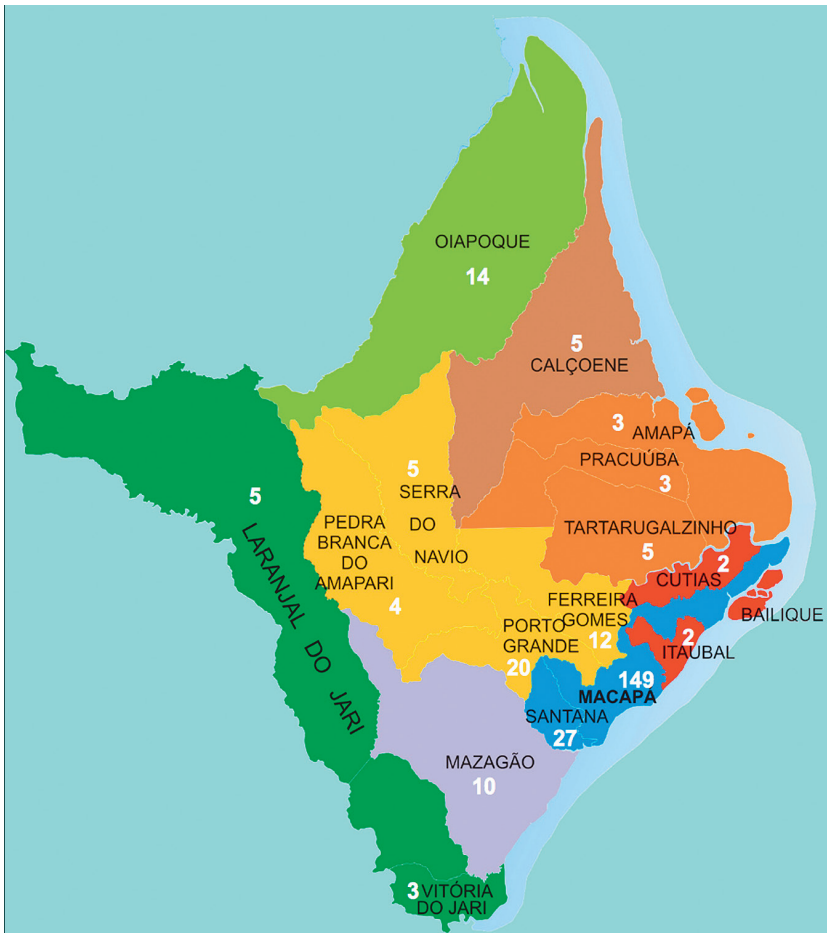 OIAPOQUE
14
5
CALÇOENE
3
AMAPÁ
PRACUÚBA
3
5
SERRA
DO
NAVIO
5
LARANJAL DO JARI
PEDRA
BRANCA
DO
AMAPARI
4
TARTARUGALZINHO
5
2
CUTIAS
BAILIQUE
FERREIRA
GOMES
12
PORTO
GRANDE
20
2
ITAUBAL
149
MACAPÁ
SANTANA
27
MAZAGÃO
10
3 VITÓRIA
DO JARI